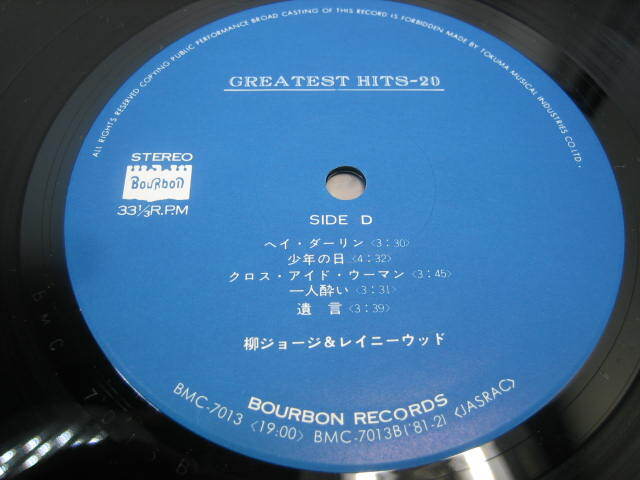 ALL RIGHTS RESERVED COPYING PUBLIC PERFORMANCE BROAD CASTING OF THIS RECORD IS FORBIDDEN MADE BY TOKUMA MUSICAL INDUSTRIES CO LTD.,
GREATEST HITS-20
STEREO
Bourbon
33⅓R.P.M
SIDE D
ヘイ・ダーリン〈3:30〉
少年の日〈4:32〉
クロス・アイド・ウーマン〈3:45〉
一人酔い〈3:31〉
遺言〈3:39〉
柳ジョージ&レイニーウッド
BOURBON RECORDS
BMC-7013 〈19:00〉 BMC-7013B('81·2) 〈JASRAC〉
BMC 7013B